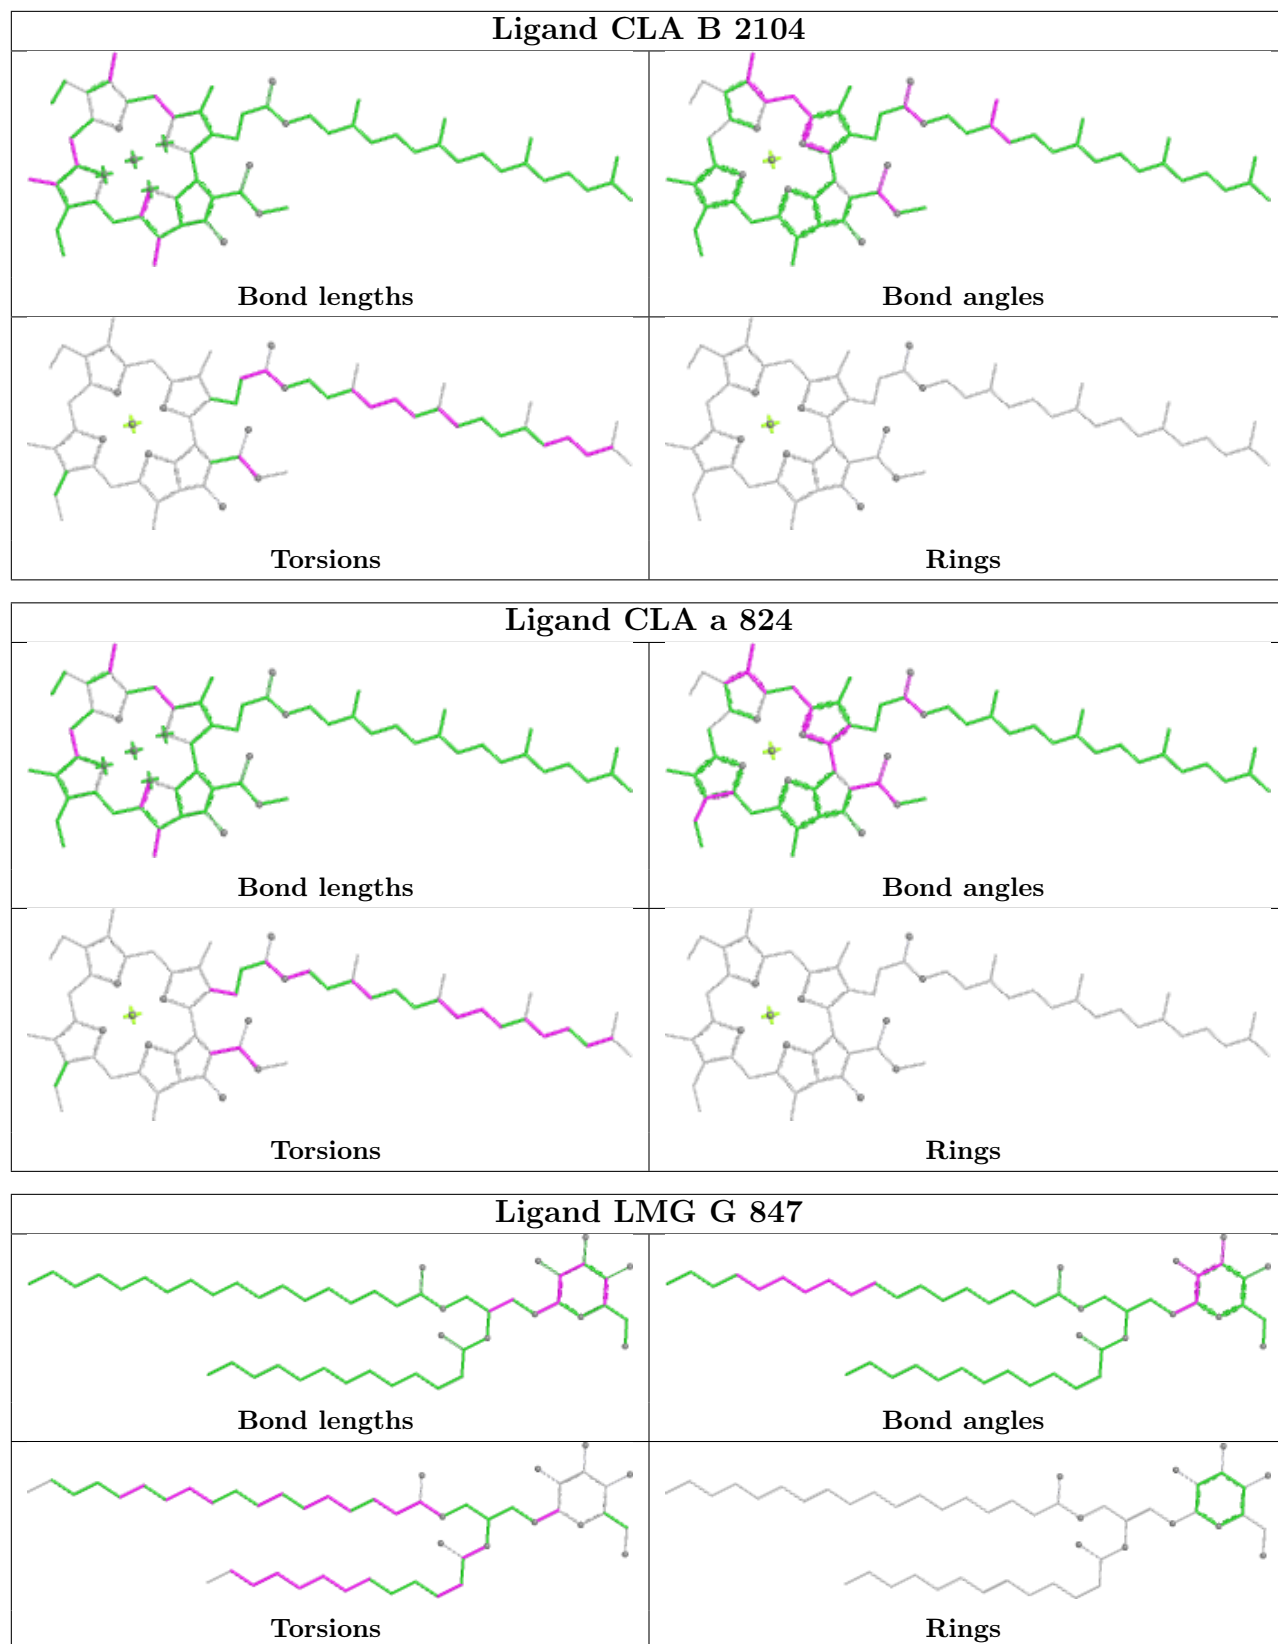 Ligand CLA B 2104
Bond lengths
Bond angles
Torsions
Rings
Ligand CLA a 824
Bond lengths
Bond angles
Torsions
Rings
Ligand LMG G 847
Bond lengths
Bond angles
Torsions
Rings